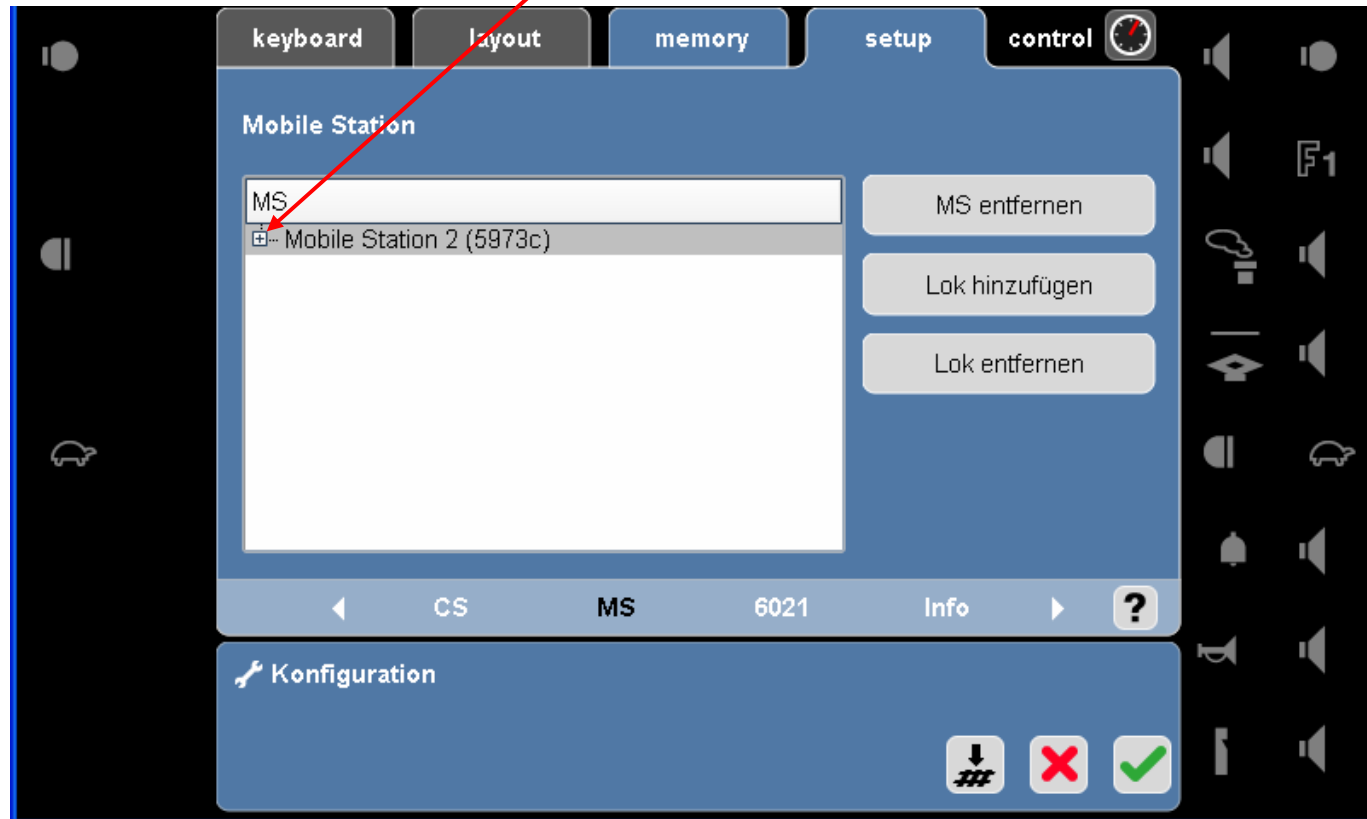 keyboard layout memory setup control
Mobile Station
F1
MS
MS entfernen
Mobile Station 2 (5973c)
Lok hinzufügen
Lok entfernen
CS MS 6021 Info ?
Konfiguration